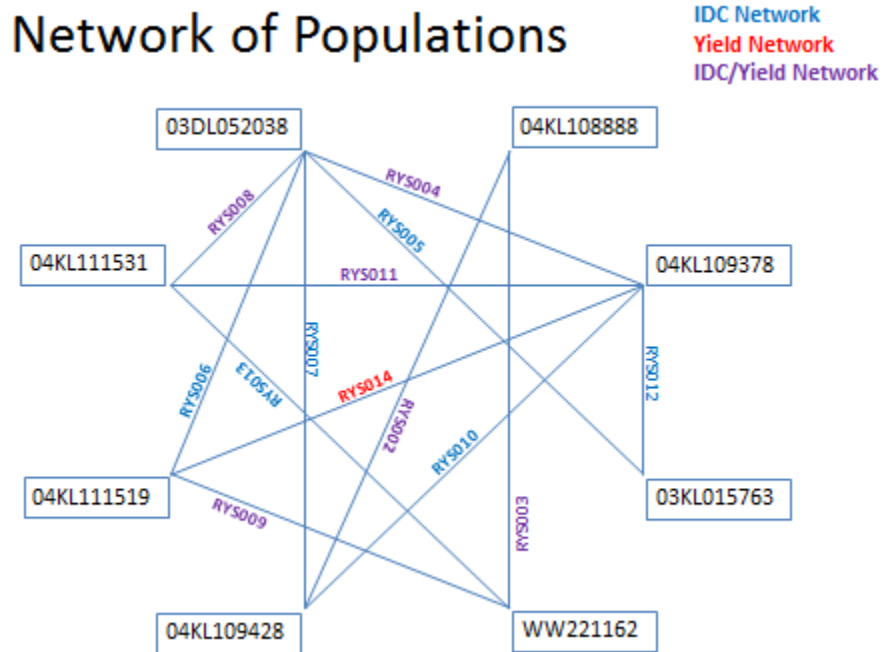 Network of Populations
IDC Network
Yield Network
IDC/Yield Network
03DL052038
04KL108888
RYS004
RYS008
RYS005
04KL111531
RYS011
04KL109378
RYS007
RYS012
RYS006
RYS013
RYS014
RYS002
RYS010
04KL111519
RYS009
RYS003
03KL015763
04KL109428
WW221162